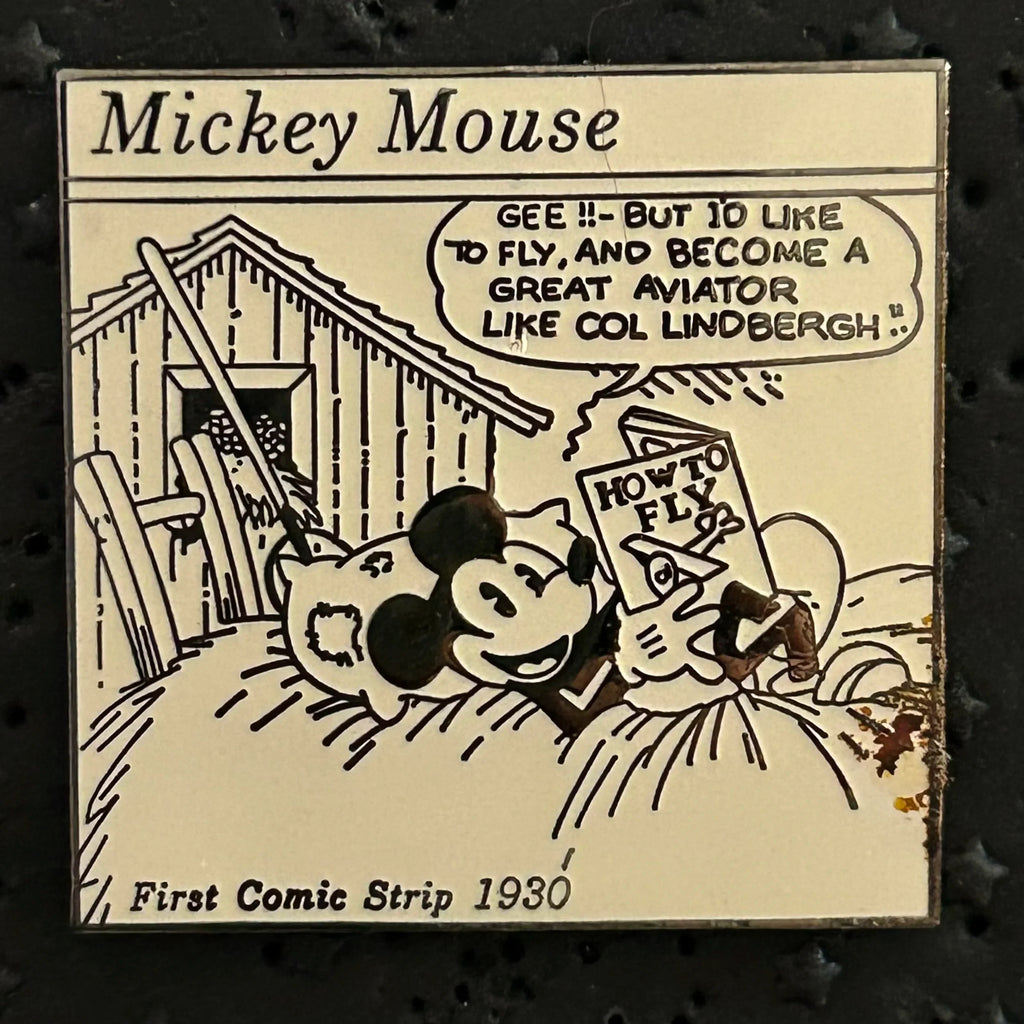 Mickey Mouse
GEE !!- BUT I'D LIKE
TO FLY, AND BECOME A
GREAT AVIATOR
LIKE COL LINDBERGH!!
HOW TO
FLY
First Comic Strip 1930